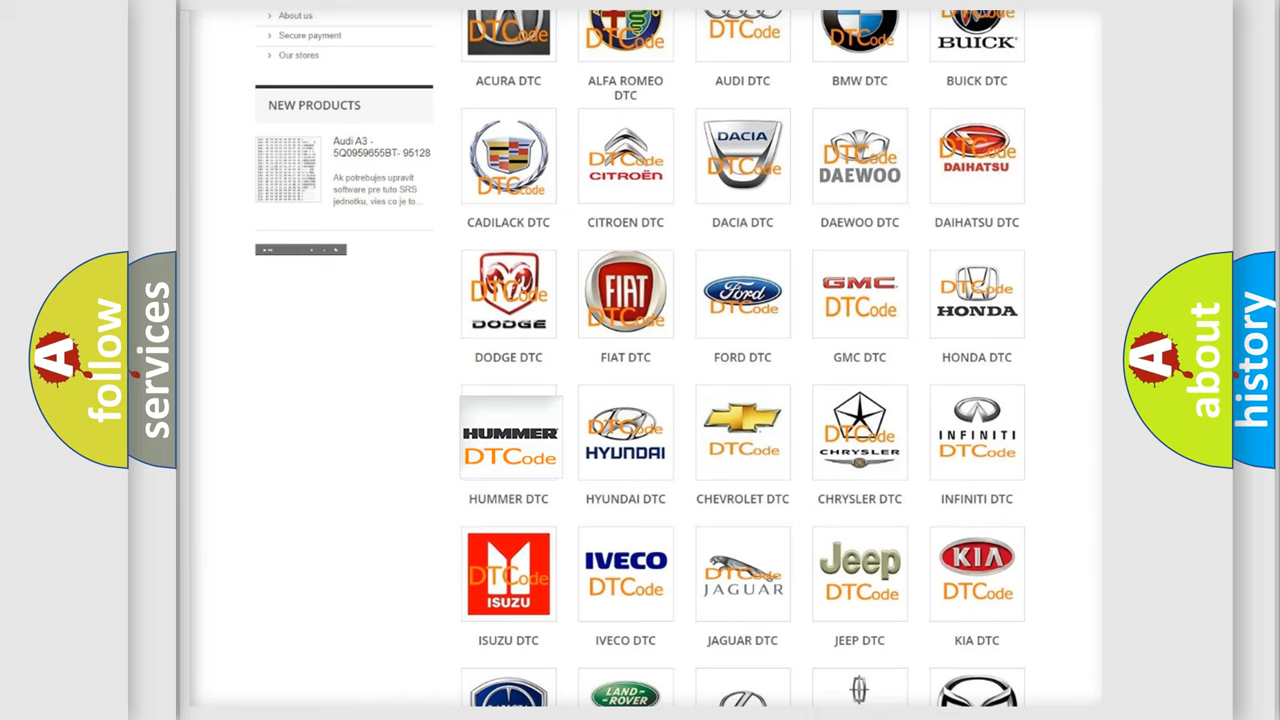 About us
Secure payment
Our stores
NEW PRODUCTS
Audi A3 -
5Q0959655BT- 95128
Ak potrebujes upravit
software pre tuto SRS
jednotku, vies co je to...
DTCode
DTCode
DTCode
DTCode
BUICK
ACURA DTC
ALFA ROMEO
DTC
AUDI DTC
BMW DTC
BUICK DTC
DTCode
DTCode
CITROËN
DACIA
DTCode
DTCode
DAEWOO
DTCode
DAIHATSU
CADILACK DTC
CITROEN DTC
DACIA DTC
DAEWOO DTC
DAIHATSU DTC
DTCode
DODGE
FIAT
DTCode
Ford
DTCode
GMC
DTCode
DTCode
HONDA
DODGE DTC
FIAT DTC
FORD DTC
GMC DTC
HONDA DTC
HUMMER
DTCode
DTCode
HYUNDAI
DTCode
DTCode
CHRYSLER
INFINITI
DTCode
HUMMER DTC
HYUNDAI DTC
CHEVROLET DTC
CHRYSLER DTC
INFINITI DTC
DTCode
ISUZU
IVECO
DTCode
DTCode
JAGUAR
Jeep
DTCode
KIA
DTCode
ISUZU DTC
IVECO DTC
JAGUAR DTC
JEEP DTC
KIA DTC
LAND-
ROVER
A
follow
services
A
about
history